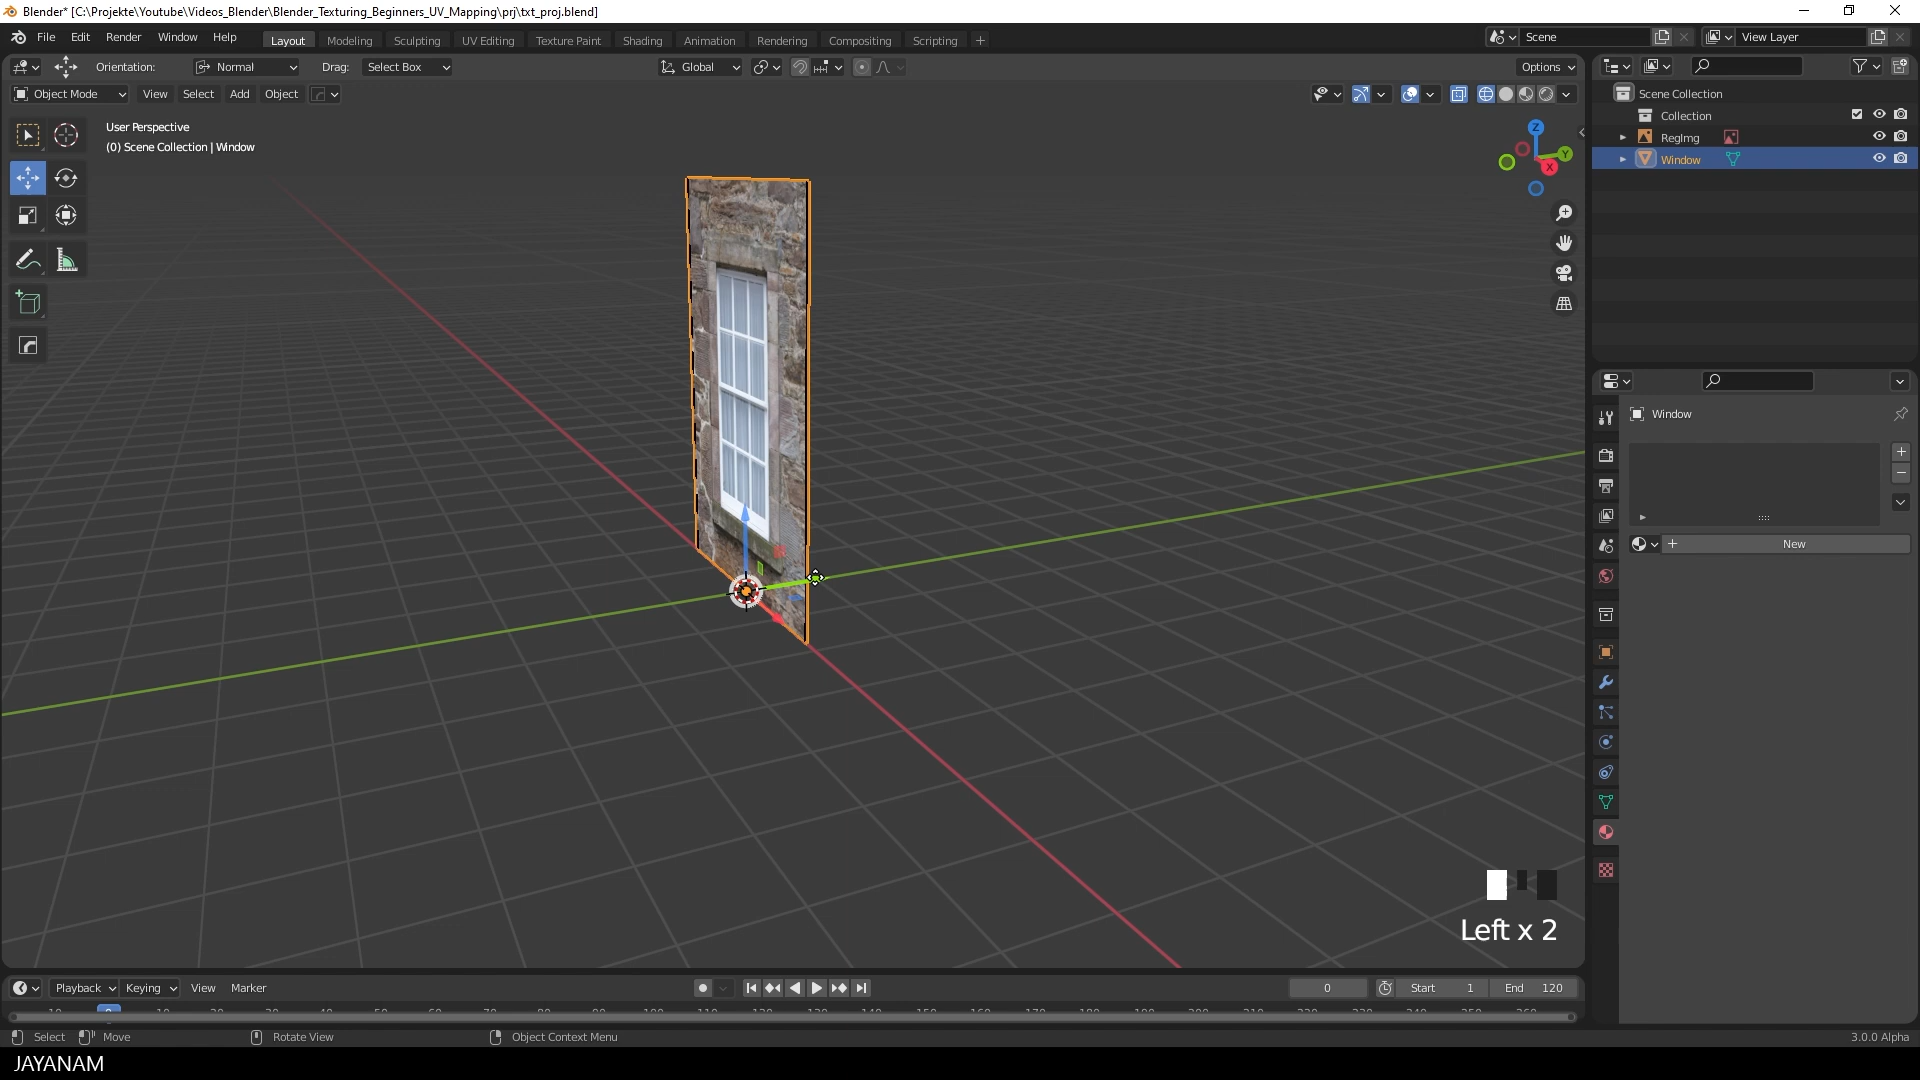 Blender* [C:\Projekte\Youtube\Videos_Blender\Blender_Texturing_Beginners_UV_Mapping\prj\txt_proj.blend]
File Edit Render Window Help Layout Modeling Sculpting UV Editing Texture Paint Shading Animation Rendering Compositing Scripting + Scene View Layer
Orientation: Normal Drag: Select Box Global Options
Object Mode View Select Add Object
Scene Collection
Collection
RegImg
Window
User Perspective
(0) Scene Collection | Window
Z
Y
X
Window
New
Left x 2
Playback Keying View Marker 0 Start 1 End 120
Select Move Rotate View Object Context Menu 3.0.0 Alpha
JAYANAM